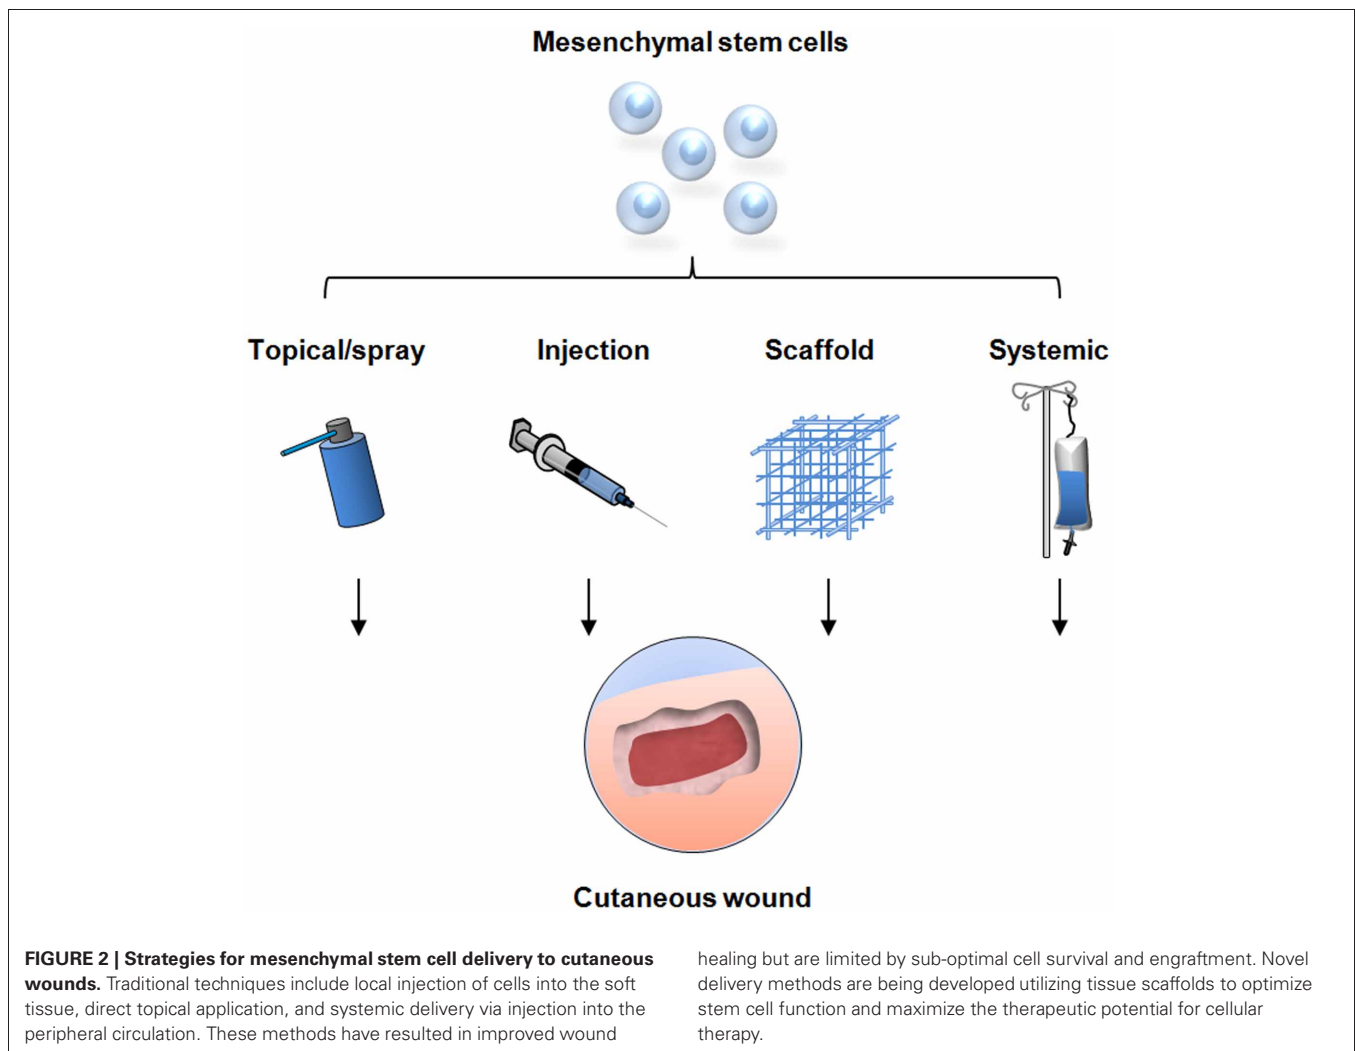 Mesenchymal stem cells
Topical/spray
Injection
Scaffold
Systemic
Cutaneous wound
FIGURE 2 | Strategies for mesenchymal stem cell delivery to cutaneous
wounds. Traditional techniques include local injection of cells into the soft
tissue, direct topical application, and systemic delivery via injection into the
peripheral circulation. These methods have resulted in improved wound
healing but are limited by sub-optimal cell survival and engraftment. Novel
delivery methods are being developed utilizing tissue scaffolds to optimize
stem cell function and maximize the therapeutic potential for cellular
therapy.